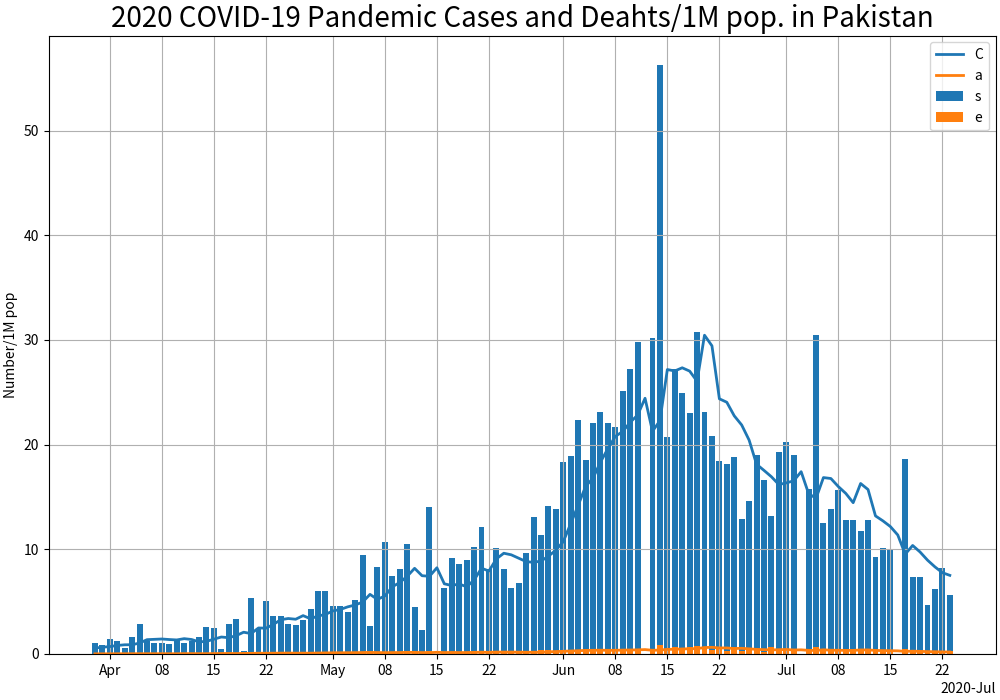 2020 COVID-19 Pandemic Cases and Deahts/1M pop. in Pakistan
C
a
s
e
Number/1M pop
50
40
30
20
10
0
Apr 08 15 22 May 08 15 22 Jun 08 15 22 Jul 08 15 22
2020-Jul